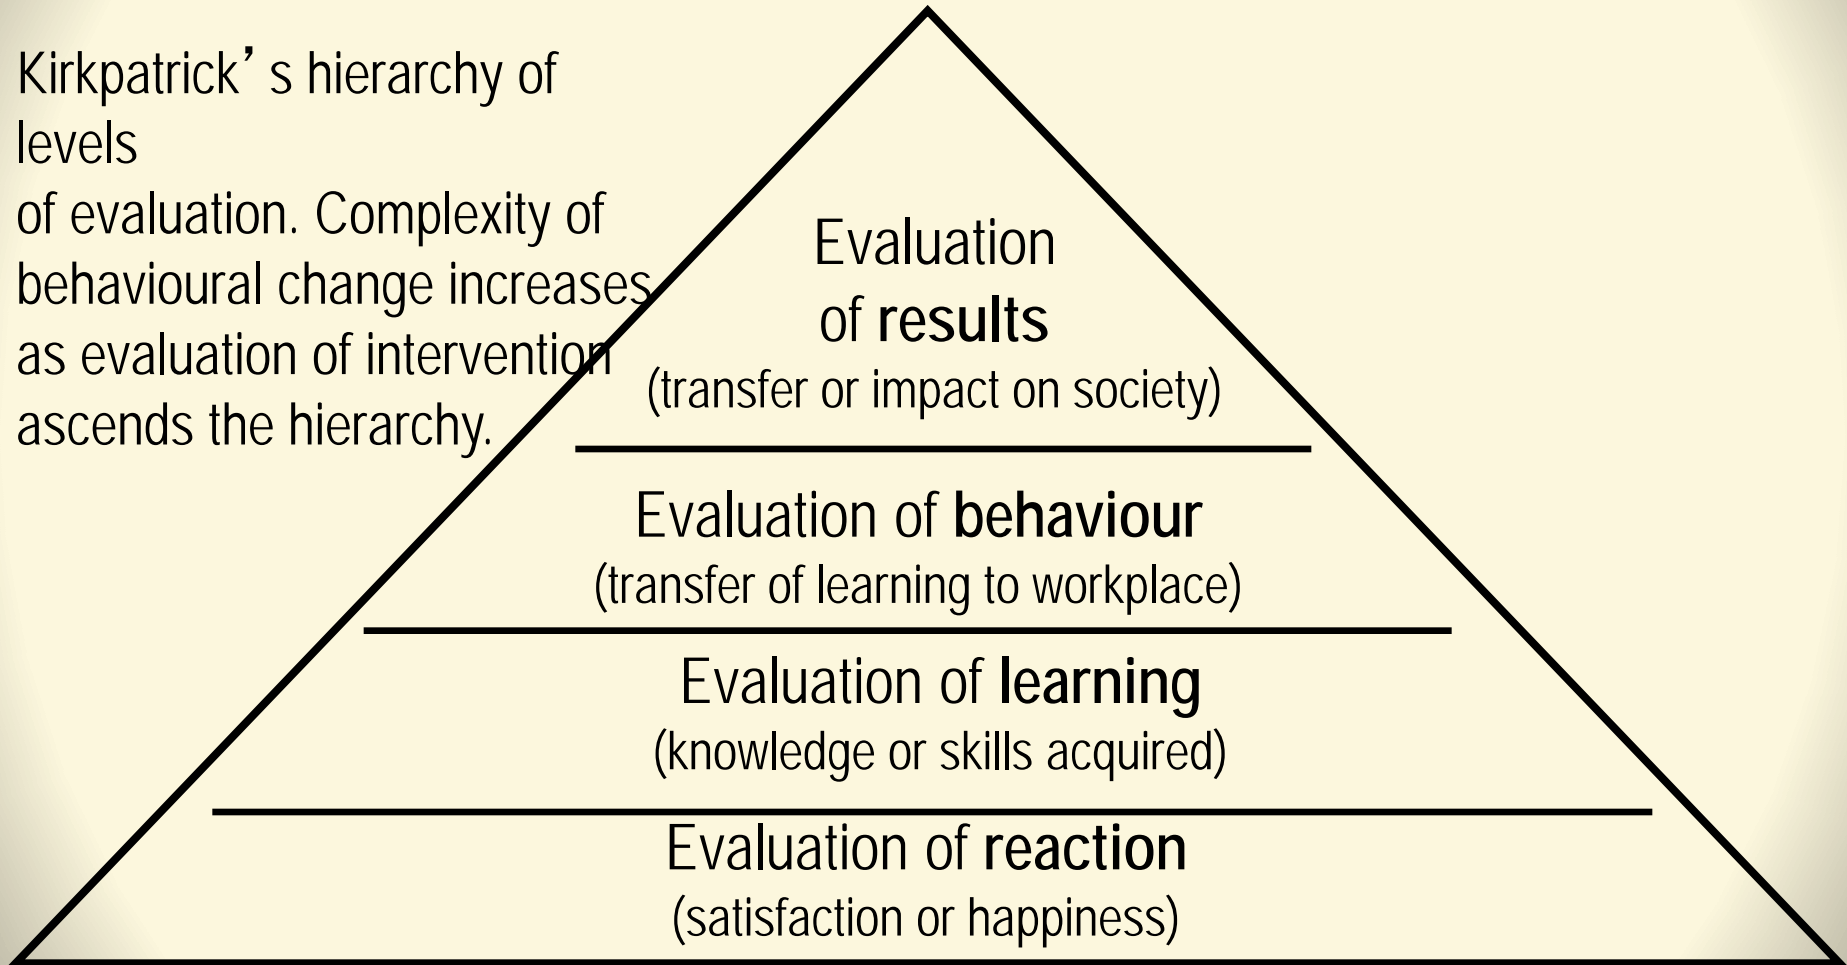 Kirkpatrick’s hierarchy of
levels
of evaluation. Complexity of
behavioural change increases
as evaluation of intervention
ascends the hierarchy.
Evaluation
of results
(transfer or impact on society)
Evaluation of behaviour
(transfer of learning to workplace)
Evaluation of learning
(knowledge or skills acquired)
Evaluation of reaction
(satisfaction or happiness)